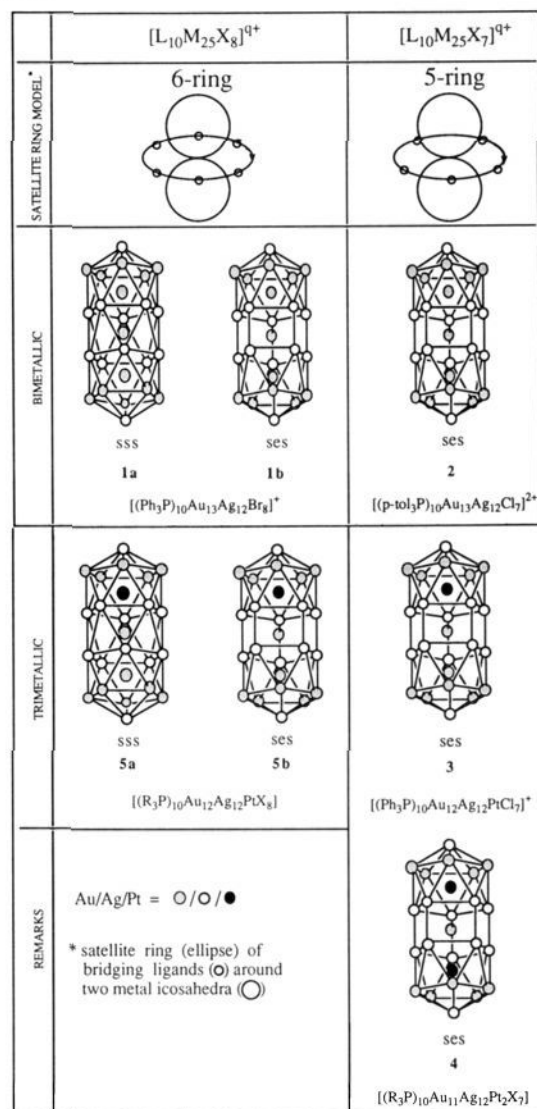 [L₁₀M₂₅X₈]^q+ [L₁₀M₂₅X₇]^q+
SATELLITE RING MODEL*
6-ring 5-ring
BIMETALLIC
sss ses ses
1a 1b 2
[(Ph₃P)₁₀Au₁₃Ag₁₂Br₈]⁺ [(p-tol₃P)₁₀Au₁₃Ag₁₂Cl₇]²⁺
TRIMETALLIC
sss ses ses
5a 5b 3
[(R₃P)₁₀Au₁₂Ag₁₂PtX₈] [(Ph₃P)₁₀Au₁₂Ag₁₂PtCl₇]⁺
REMARKS
Au/Ag/Pt = / /
* satellite ring (ellipse) of
bridging ligands ( ) around
two metal icosahedra ( )
ses
4
[(R₃P)₁₀Au₁₁Ag₁₂Pt₂X₇]